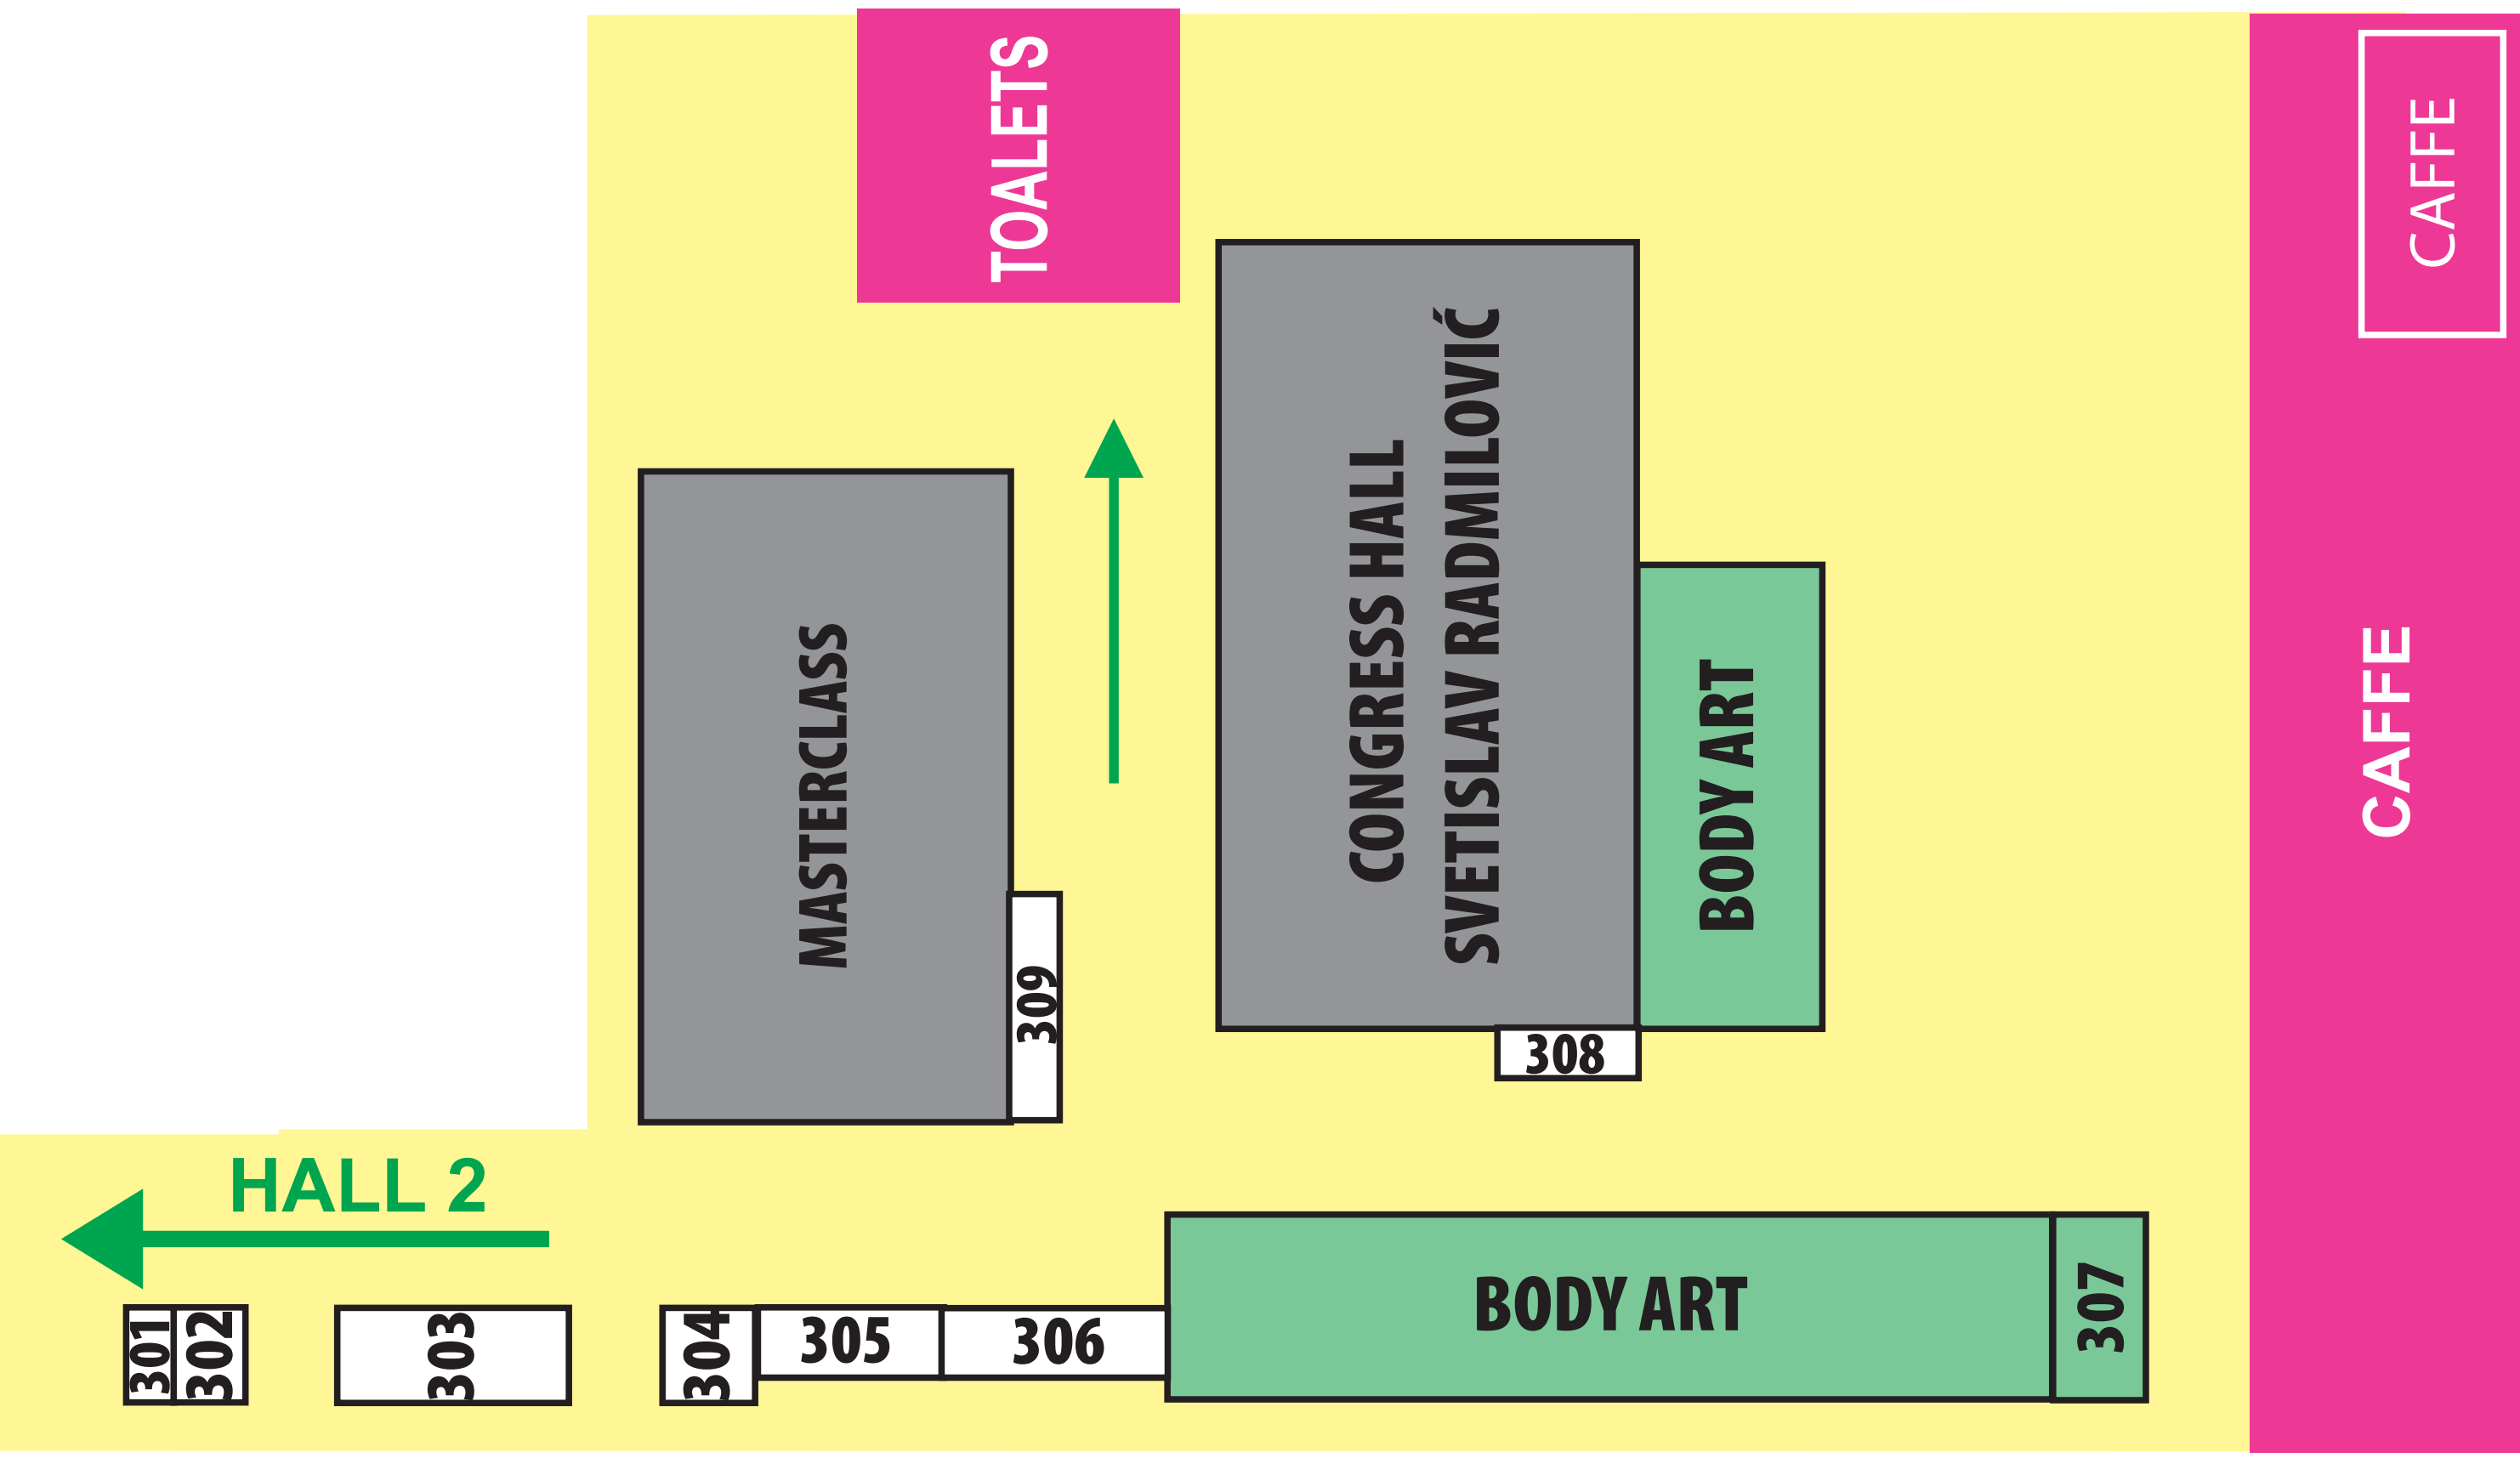 TOALETS
CAFFE
CONGRESS HALL
SVETISLAV RADMILOVIĆ
MASTERCLASS
BODY ART
CAFFE
309
308
HALL 2
301
302
303
304
305
306
BODY ART
307